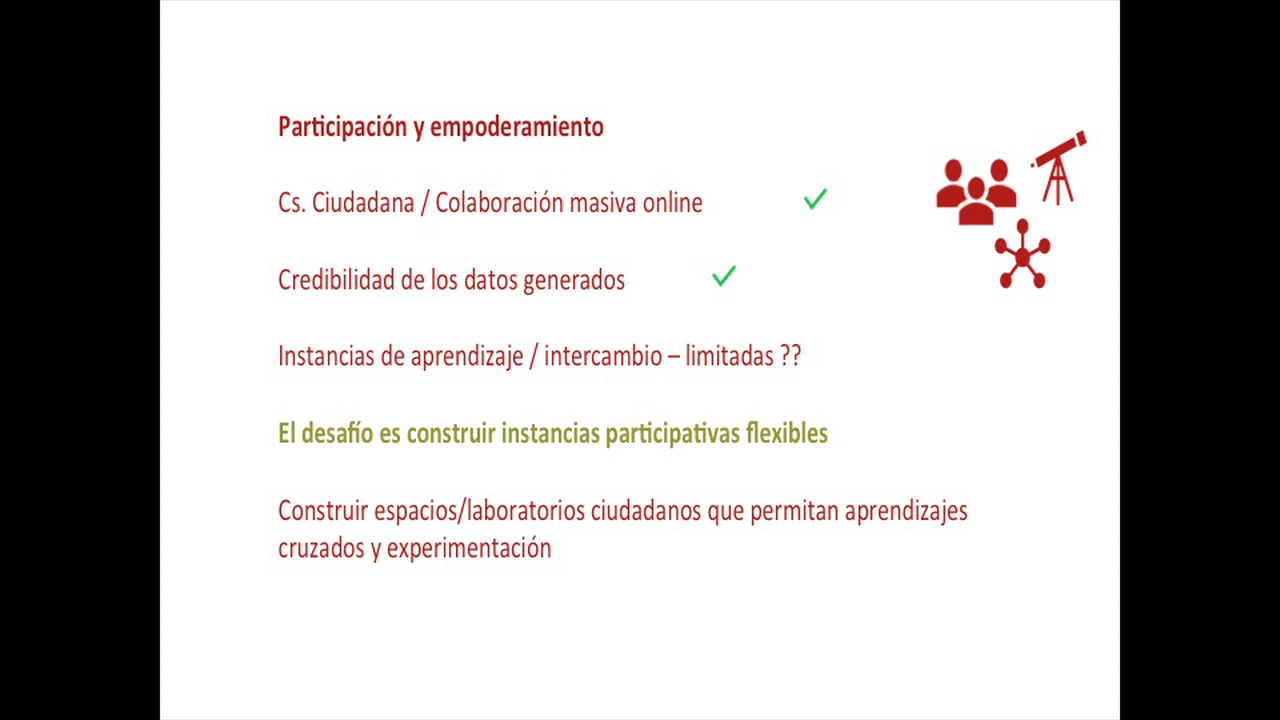 Participación y empoderamiento
Cs. Ciudadana / Colaboración masiva online
Credibilidad de los datos generados
Instancias de aprendizaje / intercambio – limitadas ??
El desafío es construir instancias participativas flexibles
Construir espacios/laboratorios ciudadanos que permitan aprendizajes
cruzados y experimentación